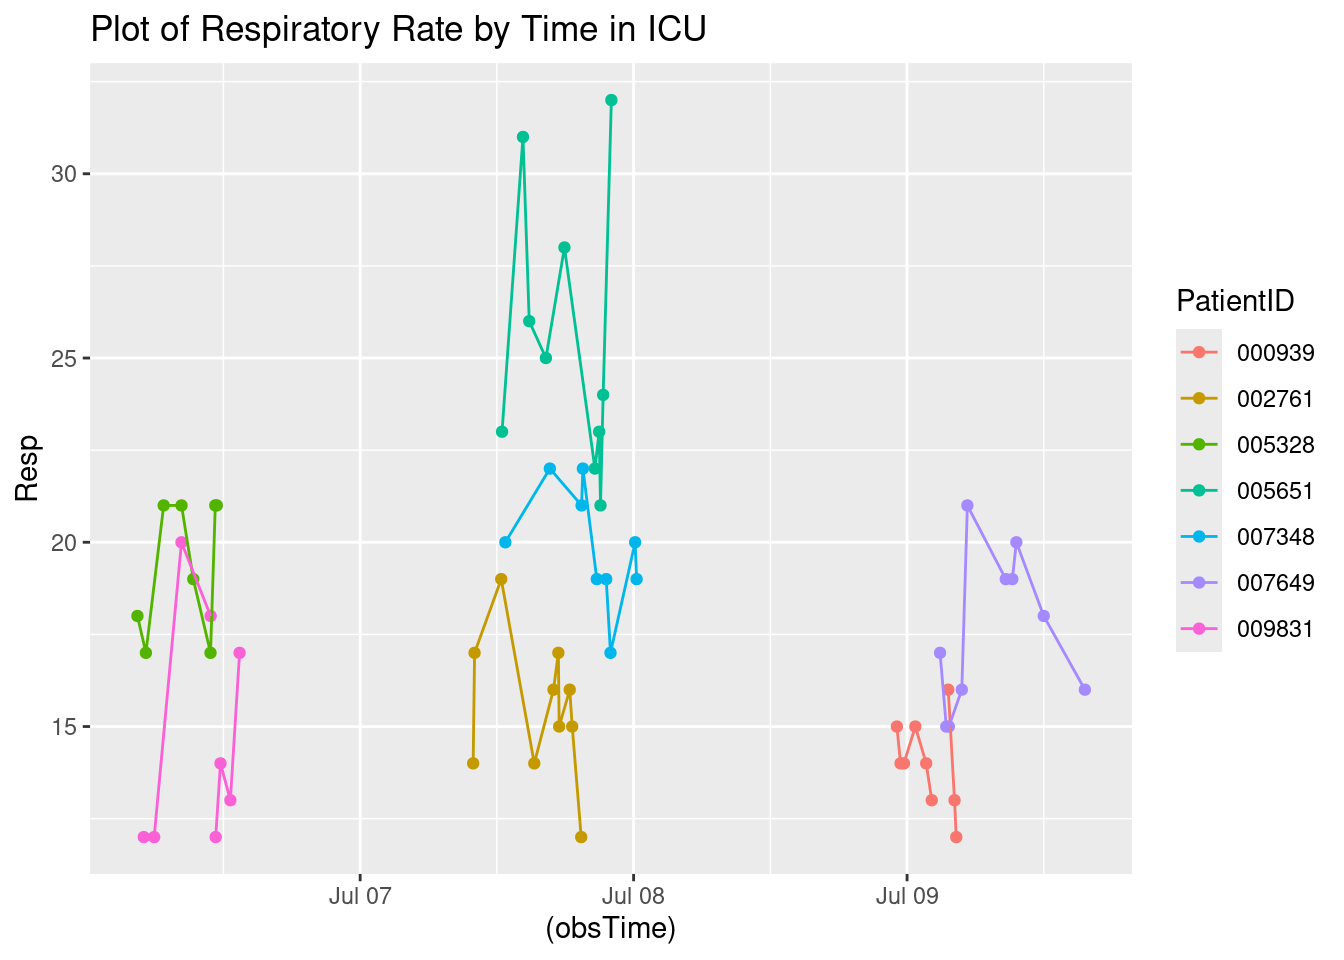 Plot of Respiratory Rate by Time in ICU
30
25
20
15
Resp
Jul 07
Jul 08
Jul 09
(obsTime)
PatientID
000939
002761
005328
005651
007348
007649
009831